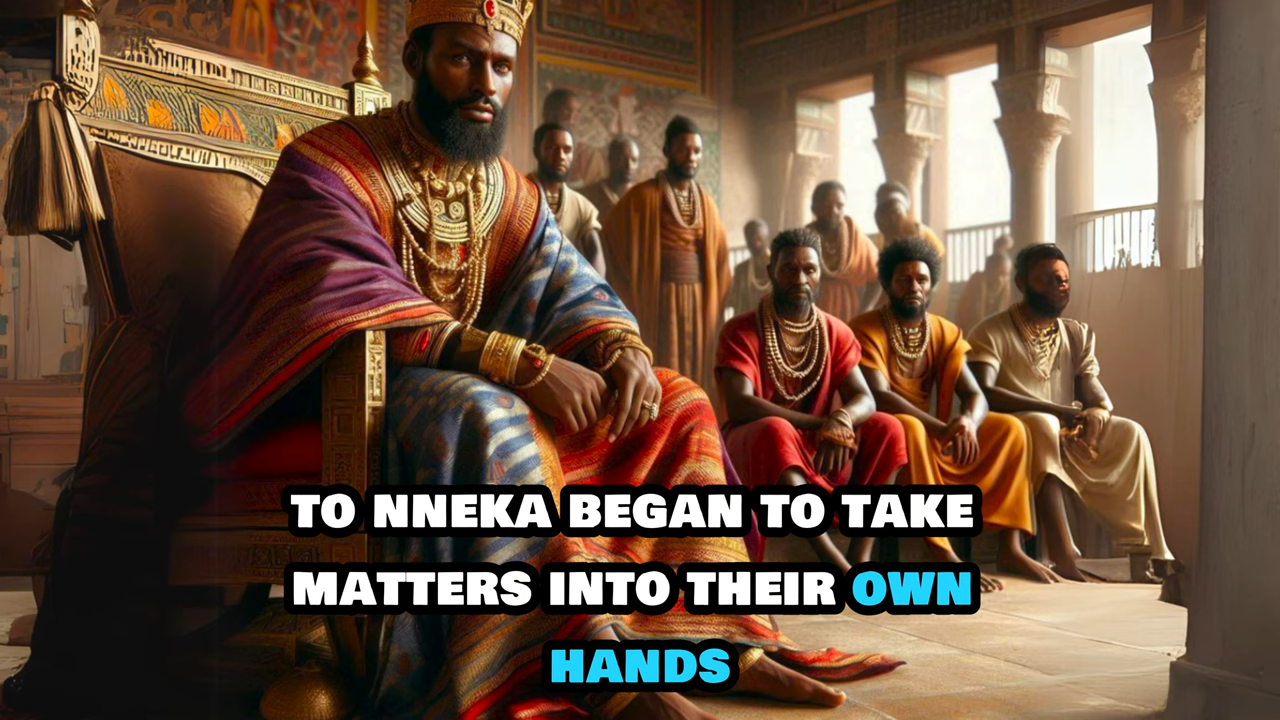 TO NNEKA BEGAN TO TAKE
MATTERS INTO THEIR OWN
HANDS